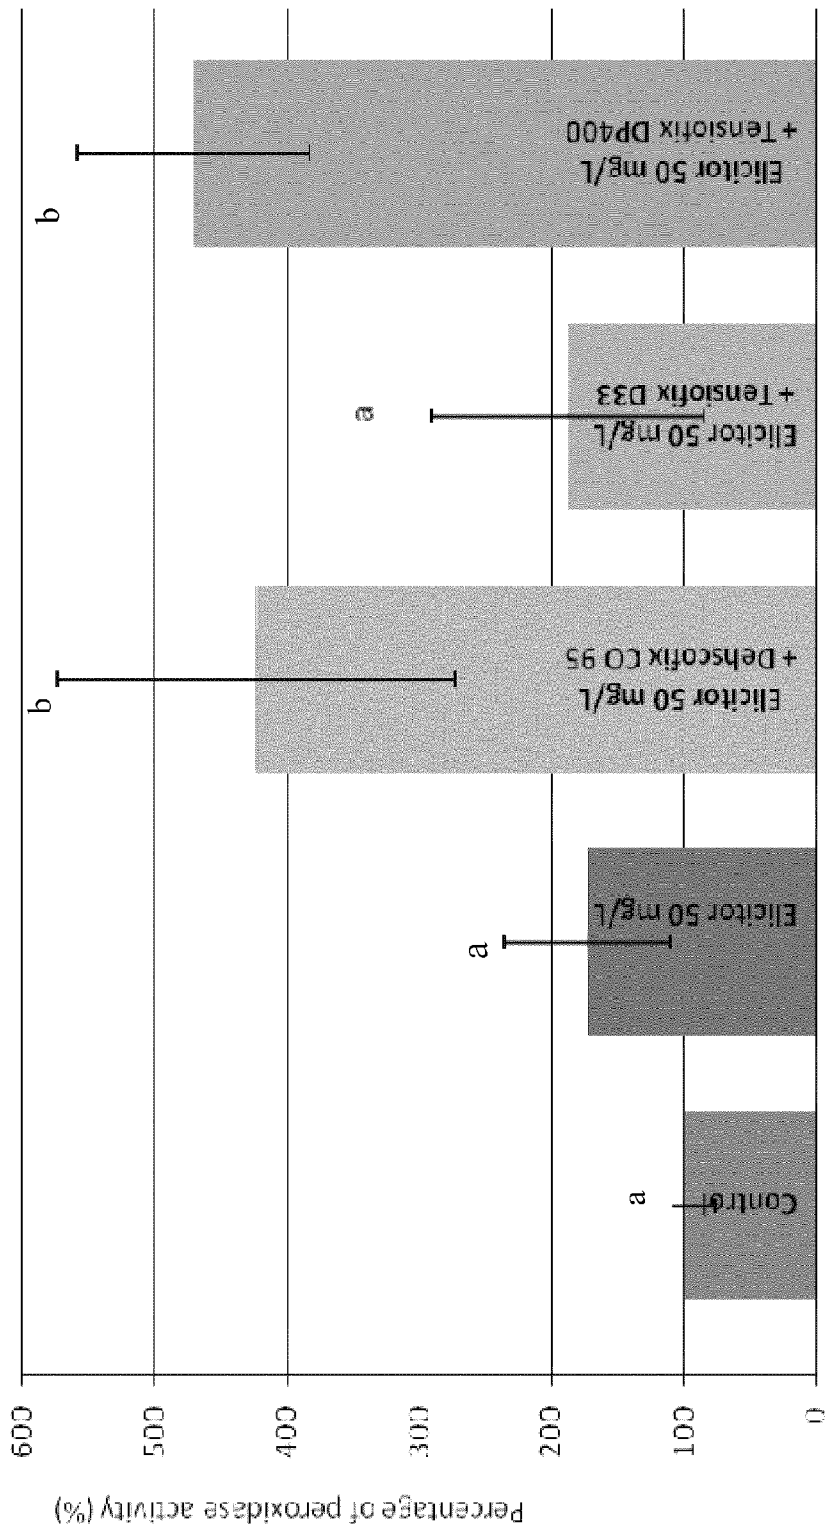 Percentage of peroxidase activity (%)
600
500
400
300
200
100
0
a
Control
a
Elicitor 50 mg/L
b
Elicitor 50 mg/L
+ Dehscofix CO 95
a
Elicitor 50 mg/L
+ Tensiofix D33
b
Elicitor 50 mg/L
+ Tensiofix DP400